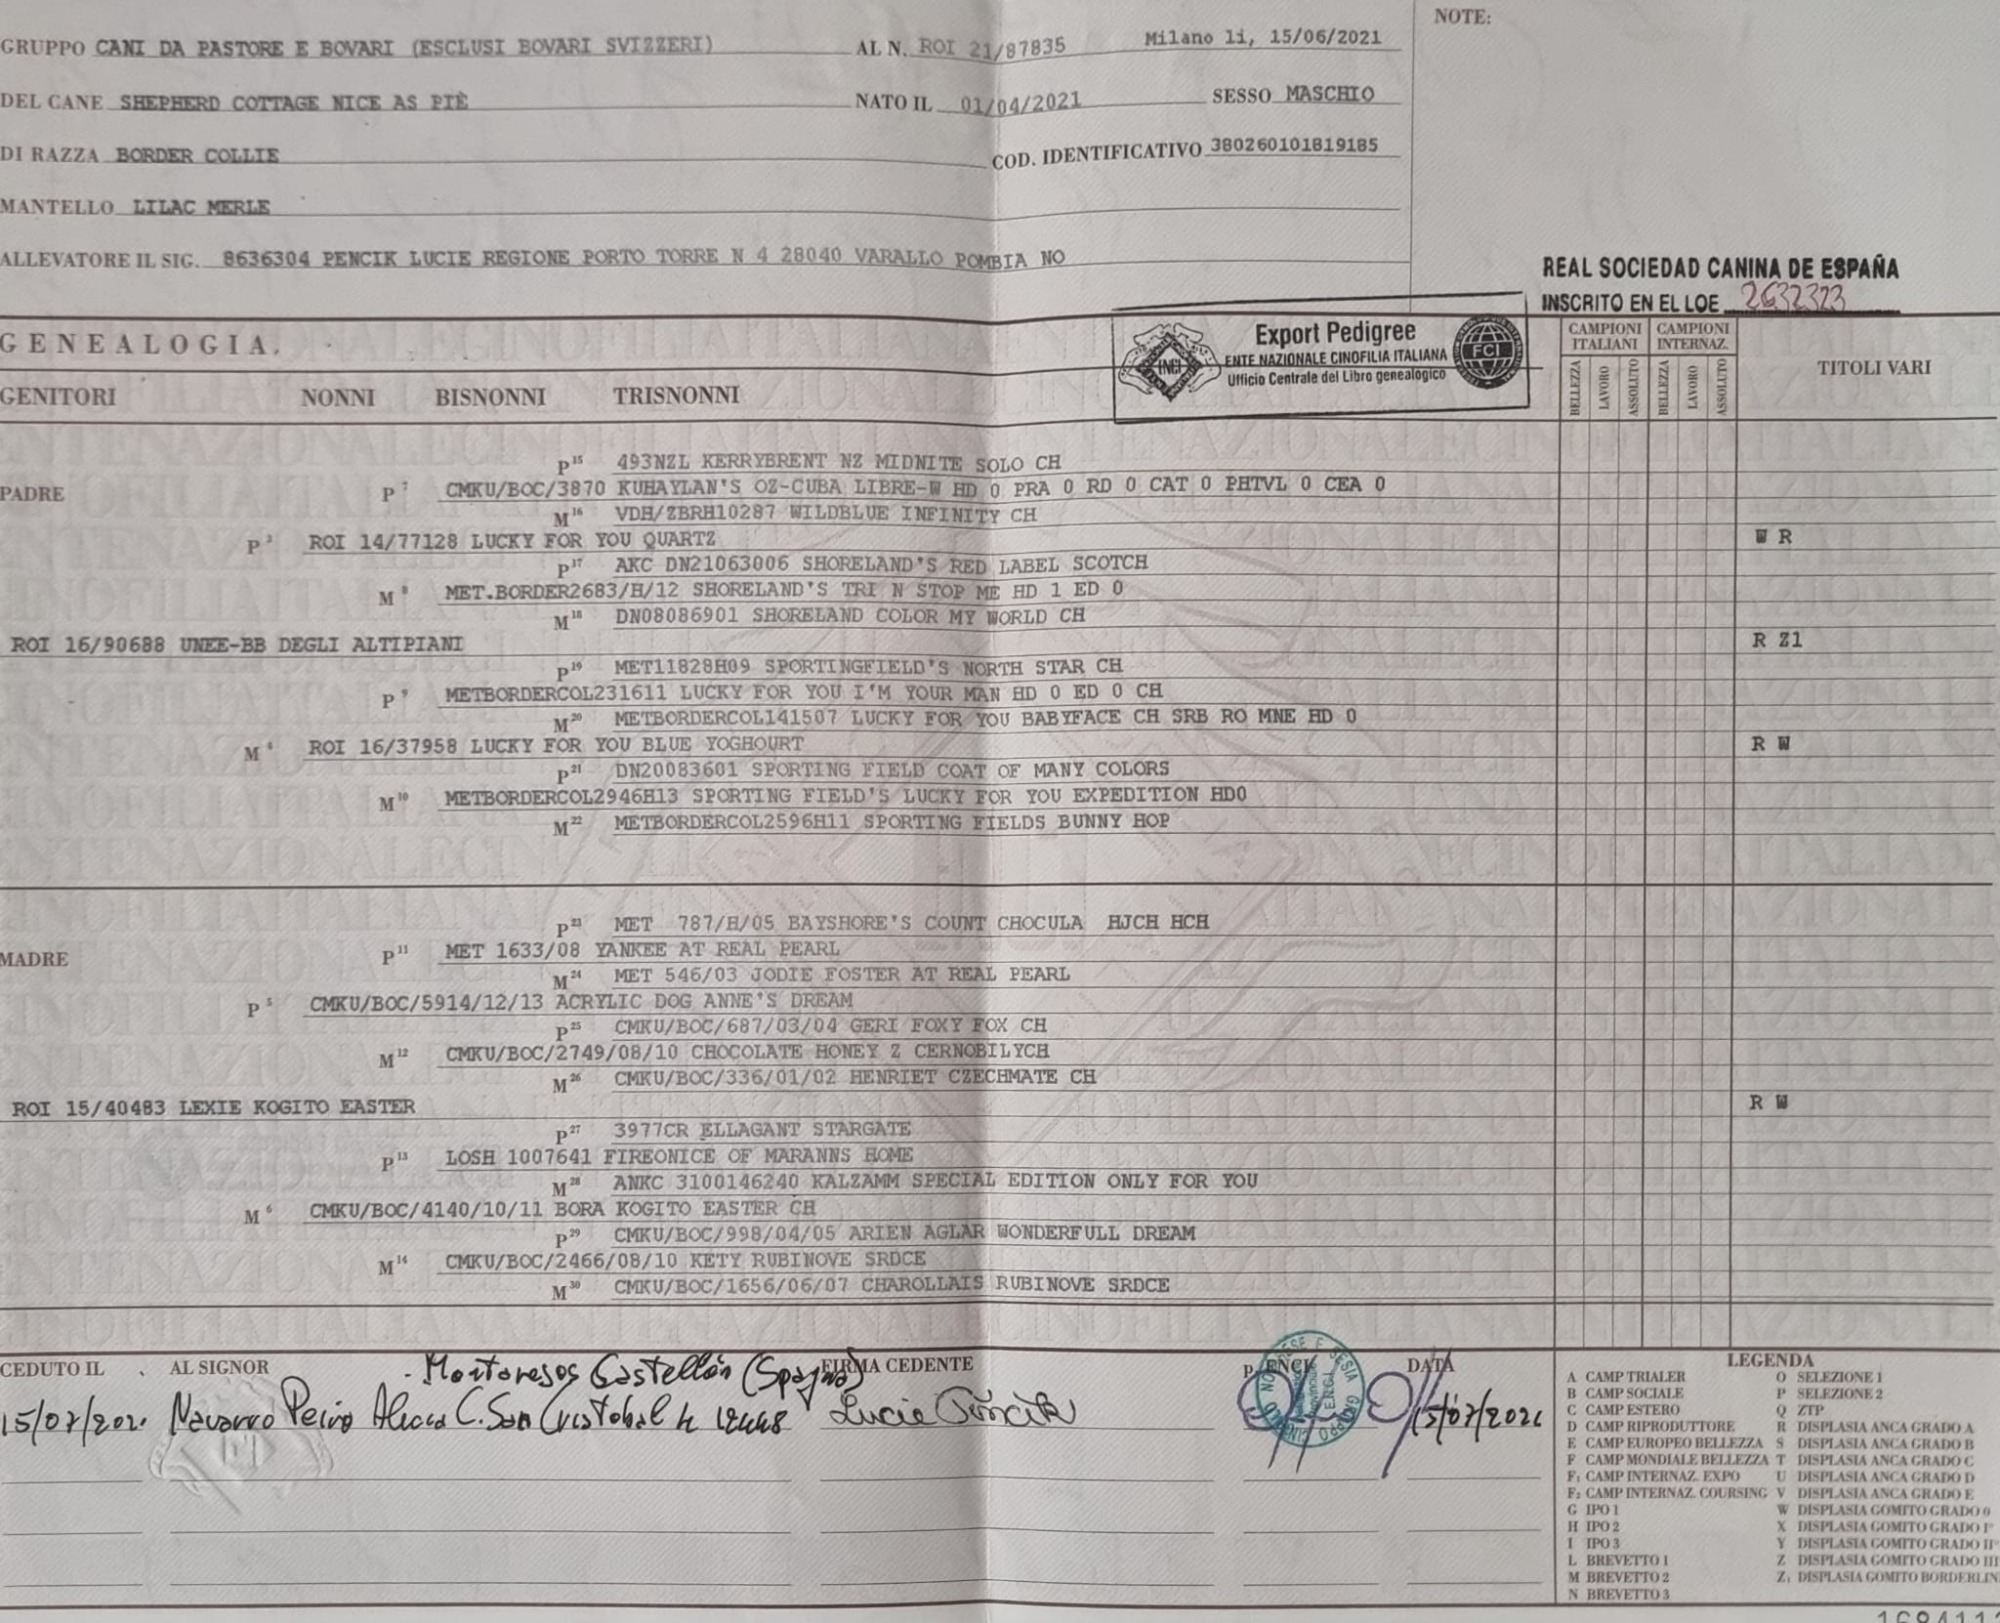 NOTE:
GRUPPO CANI DA PASTORE E BOVARI (ESCLUSI BOVARI SVIZZERI) AL N. ROI 21/87835 Milano li, 15/06/2021
DEL CANE SHEPHERD COTTAGE NICE AS PIÈ NATO IL 01/04/2021 SESSO MASCHIO
DI RAZZA BORDER COLLIE COD. IDENTIFICATIVO 380260101819185
MANTELLO LILAC MERLE
ALLEVATORE IL SIG. 8636304 PENCIK LUCIE REGIONE PORTO TORRE N 4 28040 VARALLO POMBIA NO
REAL SOCIEDAD CANINA DE ESPAÑA
INSCRITO EN EL LOE 2632323
GENEALOGIA.
ENCI
Export Pedigree
ENTE NAZIONALE CINOFILIA ITALIANA
Ufficio Centrale del Libro genealogico
FCI
CAMPIONI ITALIANI CAMPIONI INTERNAZ. TITOLI VARI
BELLEZZA LAVORO ASSOLUTO BELLEZZA LAVORO ASSOLUTO
GENITORI NONNI BISNONNI TRISNONNI
P15 493NZL KERRYBRENT NZ MIDNITE SOLO CH
PADRE P7 CMKU/BOC/3870 KUHAYLAN'S OZ-CUBA LIBRE-W HD 0 PRA 0 RD 0 CAT 0 PHTVL 0 CEA 0
M16 VDH/ZBRH10287 WILDBLUE INFINITY CH
P3 ROI 14/77128 LUCKY FOR YOU QUARTZ W R
P17 AKC DN21063006 SHORELAND'S RED LABEL SCOTCH
M8 MET.BORDER2683/H/12 SHORELAND'S TRI N STOP ME HD 1 ED 0
M18 DN08086901 SHORELAND COLOR MY WORLD CH
ROI 16/90688 UNEE-BB DEGLI ALTIPIANI R Z1
P19 MET11828H09 SPORTINGFIELD'S NORTH STAR CH
P9 METBORDERCOL231611 LUCKY FOR YOU I'M YOUR MAN HD 0 ED 0 CH
M20 METBORDERCOL141507 LUCKY FOR YOU BABYFACE CH SRB RO MNE HD 0
M4 ROI 16/37958 LUCKY FOR YOU BLUE YOGHOURT R W
P21 DN20083601 SPORTING FIELD COAT OF MANY COLORS
M10 METBORDERCOL2946H13 SPORTING FIELD'S LUCKY FOR YOU EXPEDITION HD0
M22 METBORDERCOL2596H11 SPORTING FIELDS BUNNY HOP
P23 MET 787/H/05 BAYSHORE'S COUNT CHOCULA HJCH HCH
MADRE P11 MET 1633/08 YANKEE AT REAL PEARL
M24 MET 546/03 JODIE FOSTER AT REAL PEARL
P5 CMKU/BOC/5914/12/13 ACRYLIC DOG ANNE'S DREAM
P25 CMKU/BOC/687/03/04 GERI FOXY FOX CH
M12 CMKU/BOC/2749/08/10 CHOCOLATE HONEY Z CERNOBILYCH
M26 CMKU/BOC/336/01/02 HENRIET CZECHMATE CH
ROI 15/40483 LEXIE KOGITO EASTER R W
P27 3977CR ELLAGANT STARGATE
P13 LOSH 1007641 FIREONICE OF MARANNS HOME
M28 ANKC 3100146240 KALZAMM SPECIAL EDITION ONLY FOR YOU
M6 CMKU/BOC/4140/10/11 BORA KOGITO EASTER CH
P29 CMKU/BOC/998/04/05 ARIEN AGLAR WONDERFULL DREAM
M14 CMKU/BOC/2466/08/10 KETY RUBINOVE SRDCE
M30 CMKU/BOC/1656/06/07 CHAROLLAIS RUBINOVE SRDCE
CEDUTO IL AL SIGNOR FIRMA CEDENTE P. ENCI DATA
Castellón
Navarro Peiro C. San Cristobal Lucie
LEGENDA
A CAMP TRIALER O SELEZIONE 1
B CAMP SOCIALE P SELEZIONE 2
C CAMP ESTERO Q ZTP
D CAMP RIPRODUTTORE R DISPLASIA ANCA GRADO A
E CAMP EUROPEO BELLEZZA S DISPLASIA ANCA GRADO B
F CAMP MONDIALE BELLEZZA T DISPLASIA ANCA GRADO C
F1 CAMP INTERNAZ. EXPO U DISPLASIA ANCA GRADO D
F2 CAMP INTERNAZ. COURSING V DISPLASIA ANCA GRADO E
G IPO 1 W DISPLASIA GOMITO GRADO 0
H IPO 2 X DISPLASIA GOMITO GRADO I°
I IPO 3 Y DISPLASIA GOMITO GRADO II°
L BREVETTO 1 Z DISPLASIA GOMITO GRADO III
M BREVETTO 2 Z1 DISPLASIA GOMITO BORDERLIN
N BREVETTO 3